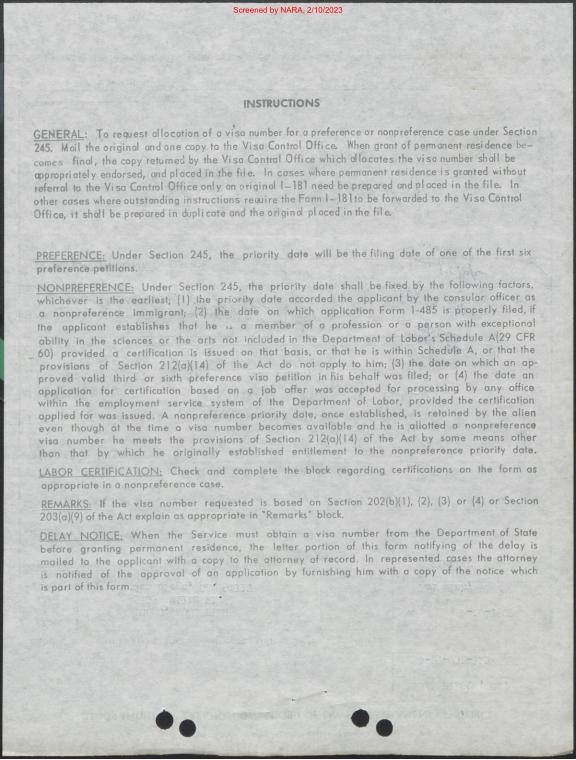 Screened by NARA, 2/10/2023
INSTRUCTIONS
GENERAL: To request allocation of a visa number for a preference or nonpreference case under Section
245. Mail the original and one copy to the Visa Control Office. When grant of permanent residence be-
comes final, the copy returned by the Visa Control Office which allocates the visa number shall be
appropriately endorsed, and placed in the file. In cases where permanent residence is granted without
referral to the Visa Control Office only an original I-181 need be prepared and placed in the file. In
other cases where outstanding instructions require the Form I-181 to be forwarded to the Visa Control
Office, it shall be prepared in duplicate and the original placed in the file.
PREFERENCE: Under Section 245, the priority date will be the filing date of one of the first six
preference petitions.
NONPREFERENCE: Under Section 245, the priority date shall be fixed by the following factors,
whichever is the earliest; (1) the priority date accorded the applicant by the consular officer as
a nonpreference immigrant; (2) the date on which application Form I-485 is properly filed, if
the applicant establishes that he is a member of a profession or a person with exceptional
ability in the sciences or the arts not included in the Department of Labor's Schedule A(29 CFR
60) provided a certification is issued on that basis, or that he is within Schedule A, or that the
provisions of Section 212(a)(14) of the Act do not apply to him; (3) the date on which an ap-
proved valid third or sixth preference visa petition in his behalf was filed; or (4) the date an
application for certification based on a job offer was accepted for processing by any office
within the employment service system of the Department of Labor, provided the certification
applied for was issued. A nonpreference priority date, once established, is retained by the alien
even though at the time a visa number becomes available and he is allotted a nonpreference
visa number he meets the provisions of Section 212(a)(14) of the Act by some means other
than that by which he originally established entitlement to the nonpreference priority date.
LABOR CERTIFICATION: Check and complete the block regarding certifications on the form as
appropriate in a nonpreference case.
REMARKS: If the visa number requested is based on Section 202(b)(1), (2), (3) or (4) or Section
203(a)(9) of the Act explain as appropriate in "Remarks" block.
DELAY NOTICE: When the Service must obtain a visa number from the Department of State
before granting permanent residence, the letter portion of this form notifying of the delay is
mailed to the applicant with a copy to the attorney of record. In represented cases the attorney
is notified of the approval of an application by furnishing him with a copy of the notice which
is part of this form.